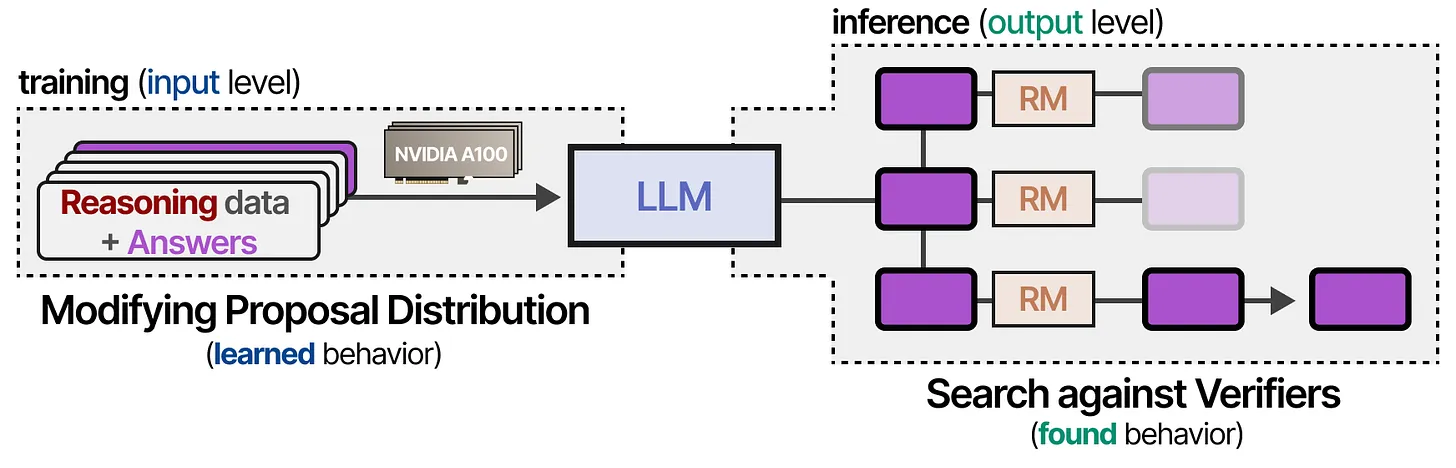 training (input level)
NVIDIA A100
Reasoning data
+ Answers
Modifying Proposal Distribution
(learned behavior)
LLM
inference (output level)
RM
RM
RM
Search against Verifiers
(found behavior)